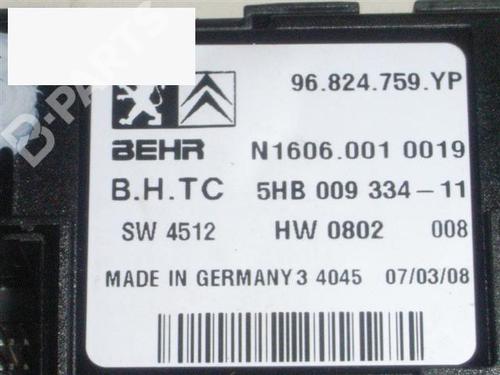 96.824.759.YP
BEHR N1606.001 0019
B.H.TC 5HB 009 334-11
SW 4512 HW 0802 008
MADE IN GERMANY 3 4045 07/03/08
B-PARTS